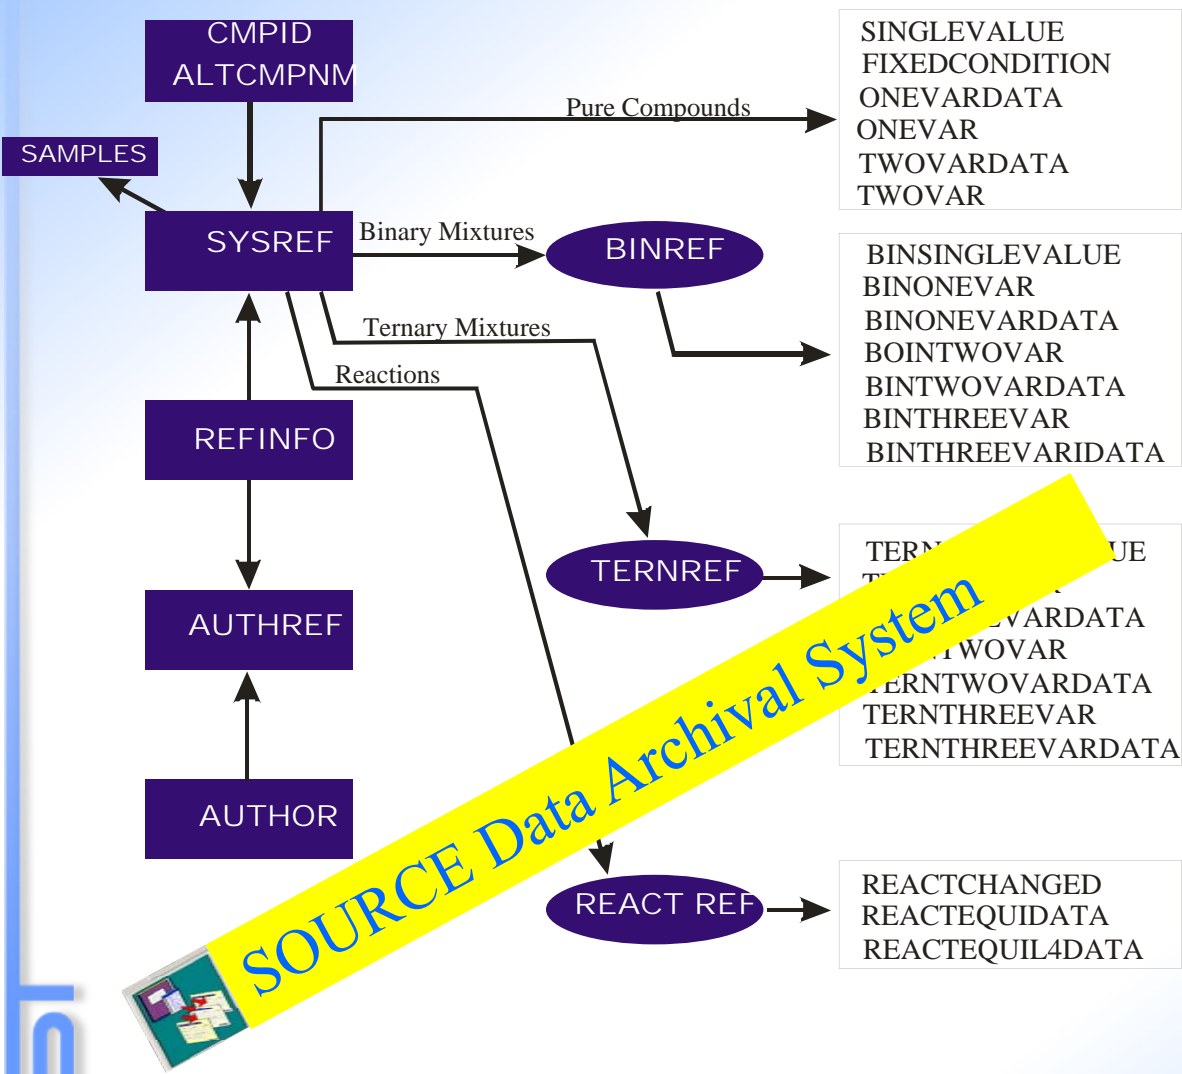 CMPID
ALTCMPNM
SAMPLES
SYSREF
REFINFO
AUTHREF
AUTHOR
Pure Compounds
Binary Mixtures
Ternary Mixtures
Reactions
BINREF
TERNREF
REACT REF
SINGLEVALUE
FIXEDCONDITION
ONEVARDATA
ONEVAR
TWOVARDATA
TWOVAR
BINSINGLEVALUE
BINONEVAR
BINONEVARDATA
BOINTWOVAR
BINTWOVARDATA
BINTHREEVAR
BINTHREEVARIDATA
TERNTWOVARDATA
TERNTHREEVAR
TERNTHREEVARDATA
REACTCHANGED
REACTEQUIDATA
REACTEQUIL4DATA
SOURCE Data Archival System